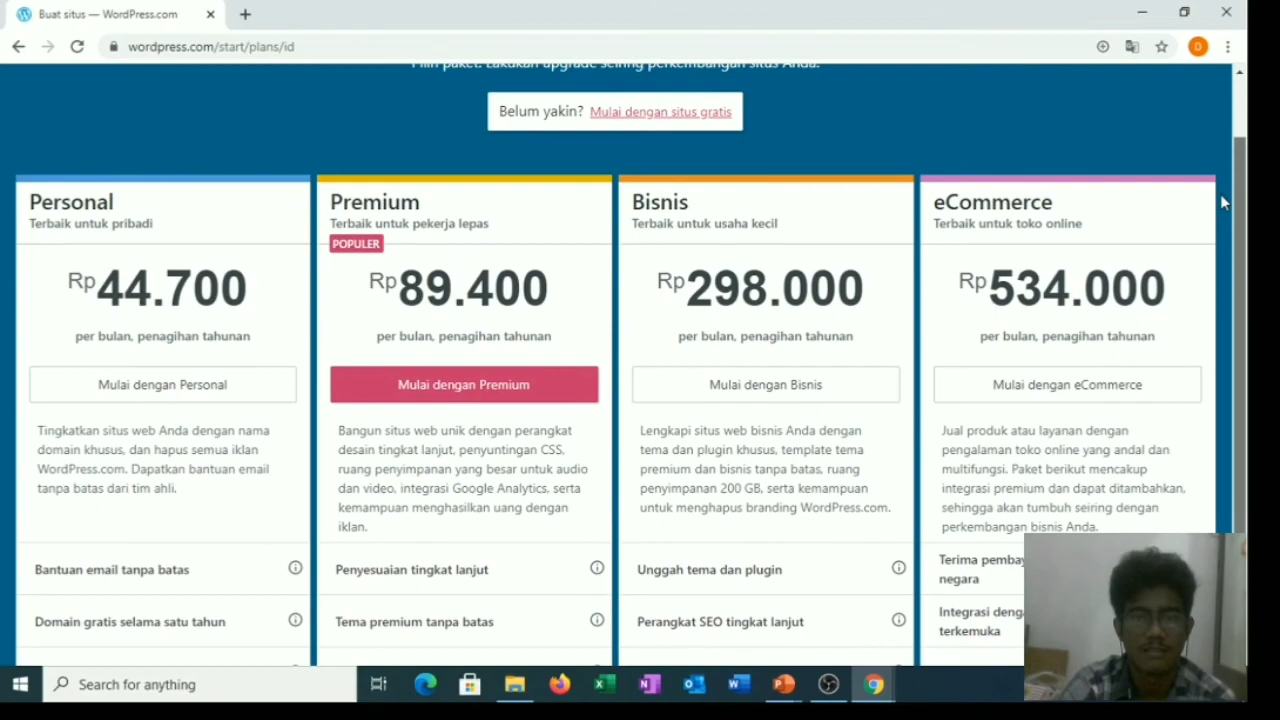 Buat situs — WordPress.com
wordpress.com/start/plans/id
D
Pilih paket. Lakukan upgrade seiring perkembangan situs Anda.
Belum yakin? Mulai dengan situs gratis
Personal
Terbaik untuk pribadi
Rp44.700
per bulan, penagihan tahunan
Mulai dengan Personal
Tingkatkan situs web Anda dengan nama
domain khusus, dan hapus semua iklan
WordPress.com. Dapatkan bantuan email
tanpa batas dari tim ahli.
Bantuan email tanpa batas
Domain gratis selama satu tahun
Premium
Terbaik untuk pekerja lepas
POPULER
Rp89.400
per bulan, penagihan tahunan
Mulai dengan Premium
Bangun situs web unik dengan perangkat
desain tingkat lanjut, penyuntingan CSS,
ruang penyimpanan yang besar untuk audio
dan video, integrasi Google Analytics, serta
kemampuan menghasilkan uang dengan
iklan.
Penyesuaian tingkat lanjut
Tema premium tanpa batas
Bisnis
Terbaik untuk usaha kecil
Rp298.000
per bulan, penagihan tahunan
Mulai dengan Bisnis
Lengkapi situs web bisnis Anda dengan
tema dan plugin khusus, template tema
premium dan bisnis tanpa batas, ruang
penyimpanan 200 GB, serta kemampuan
untuk menghapus branding WordPress.com.
Unggah tema dan plugin
Perangkat SEO tingkat lanjut
eCommerce
Terbaik untuk toko online
Rp534.000
per bulan, penagihan tahunan
Mulai dengan eCommerce
Jual produk atau layanan dengan
pengalaman toko online yang andal dan
multifungsi. Paket berikut mencakup
integrasi premium dan dapat ditambahkan,
sehingga akan tumbuh seiring dengan
perkembangan bisnis Anda.
Terima pemba
negara
Integrasi deng
terkemuka
Search for anything